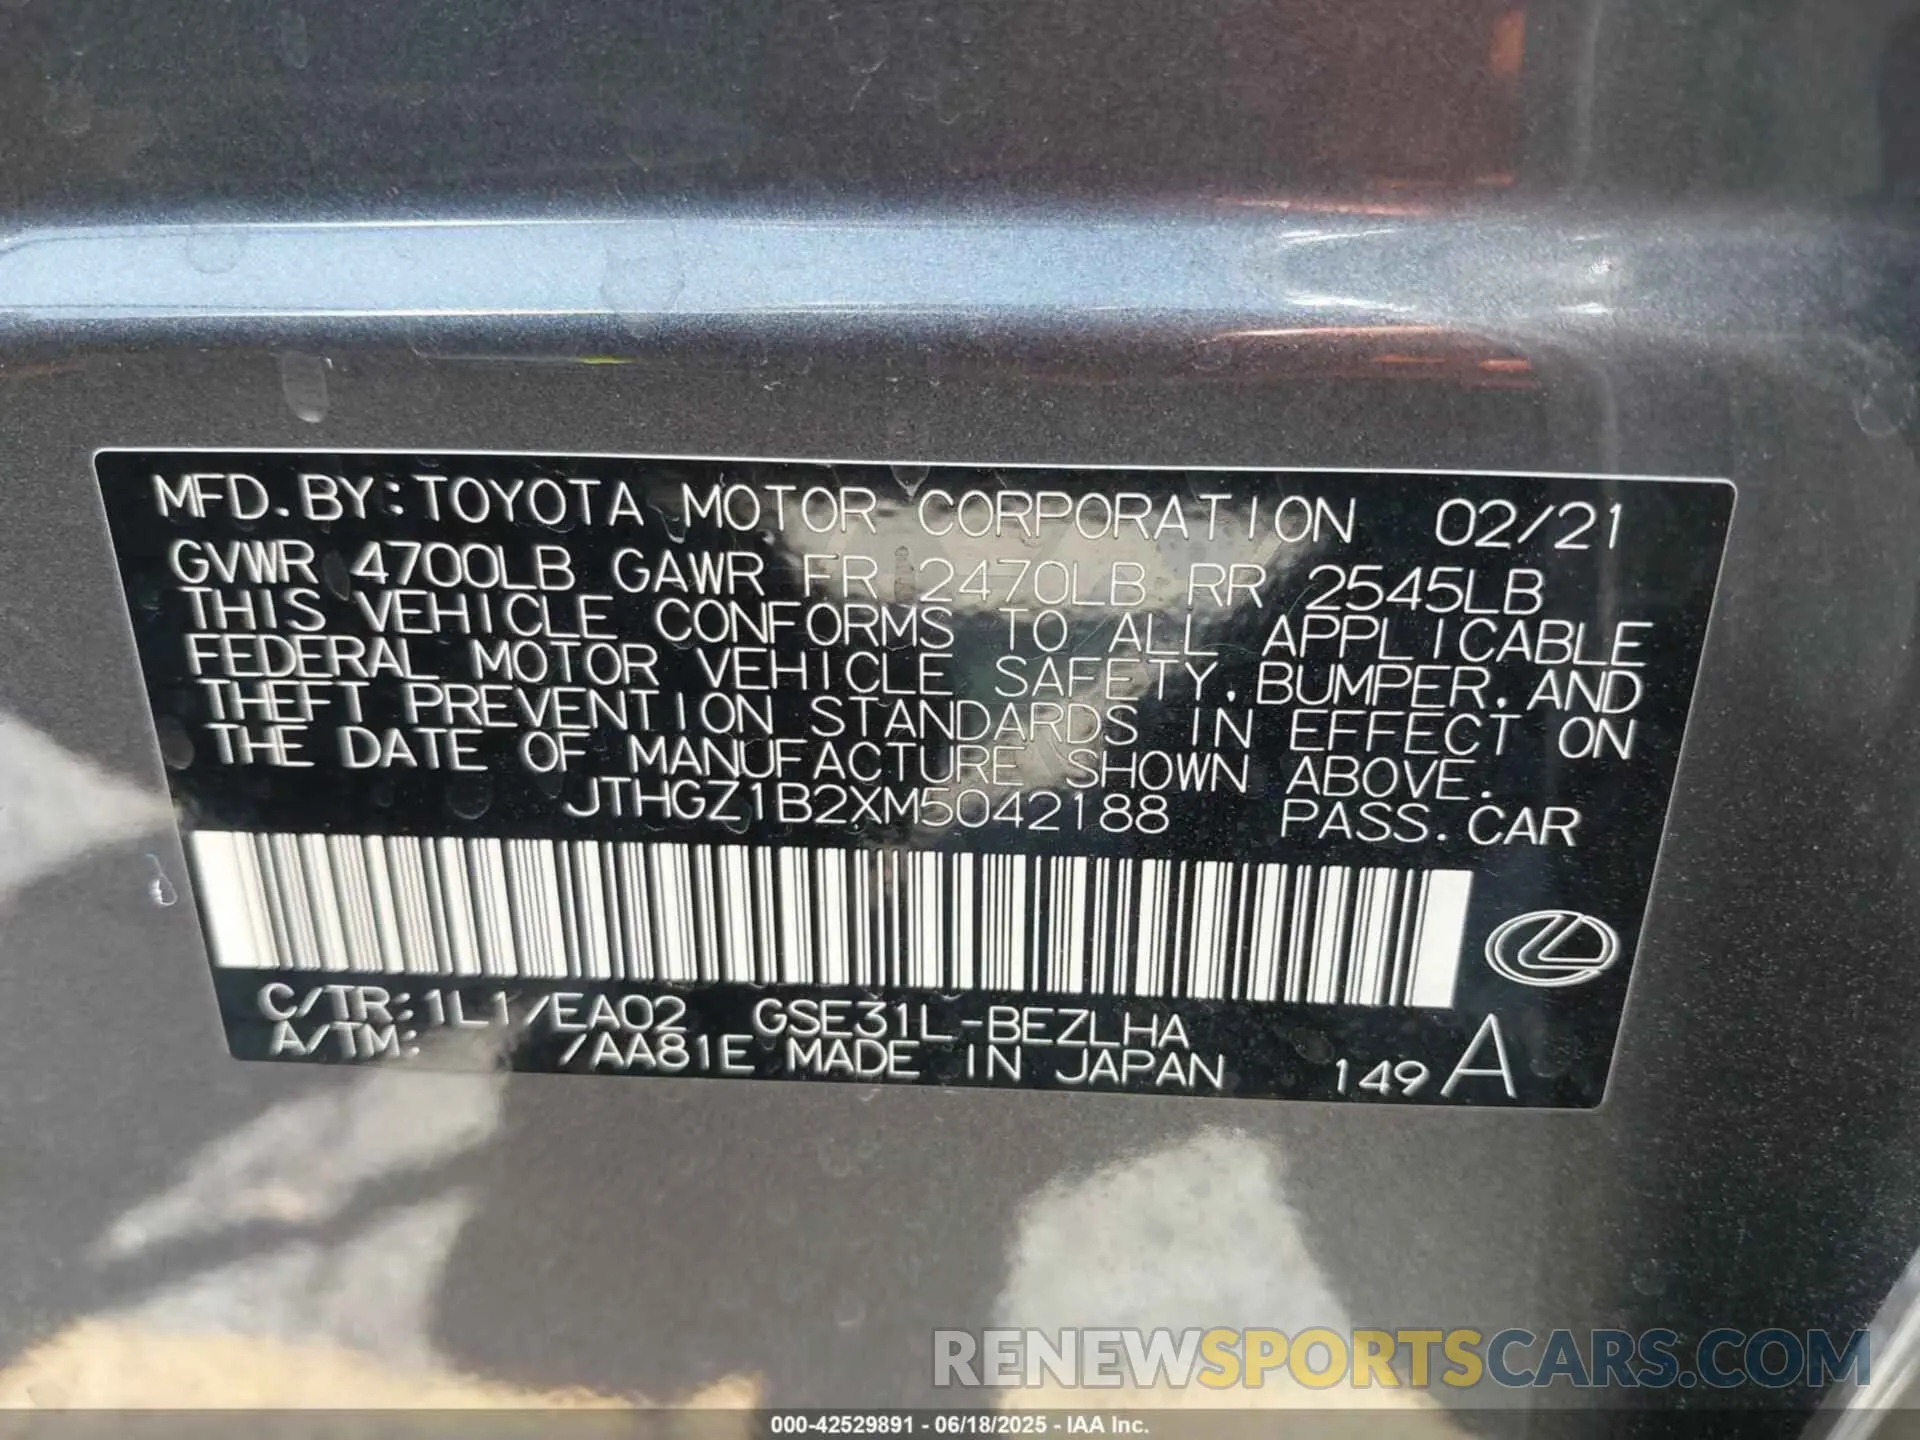 MFD.BY:TOYOTA MOTOR CORPORATION 02/21
GVWR 4700LB GAWR FR 2470LB RR 2545LB
THIS VEHICLE CONFORMS TO ALL APPLICABLE
FEDERAL MOTOR VEHICLE SAFETY,BUMPER,AND
THEFT PREVENTION STANDARDS IN EFFECT ON
THE DATE OF MANUFACTURE SHOWN ABOVE.
JTHGZ1B2XM5042188 PASS.CAR
C/TR:1L1/EA02 GSE31L-BEZLHA
A/TM: /AA81E MADE IN JAPAN 149 A
RENEWSPORTSCARS.COM
000-42529891 - 06/18/2025 - IAA Inc.